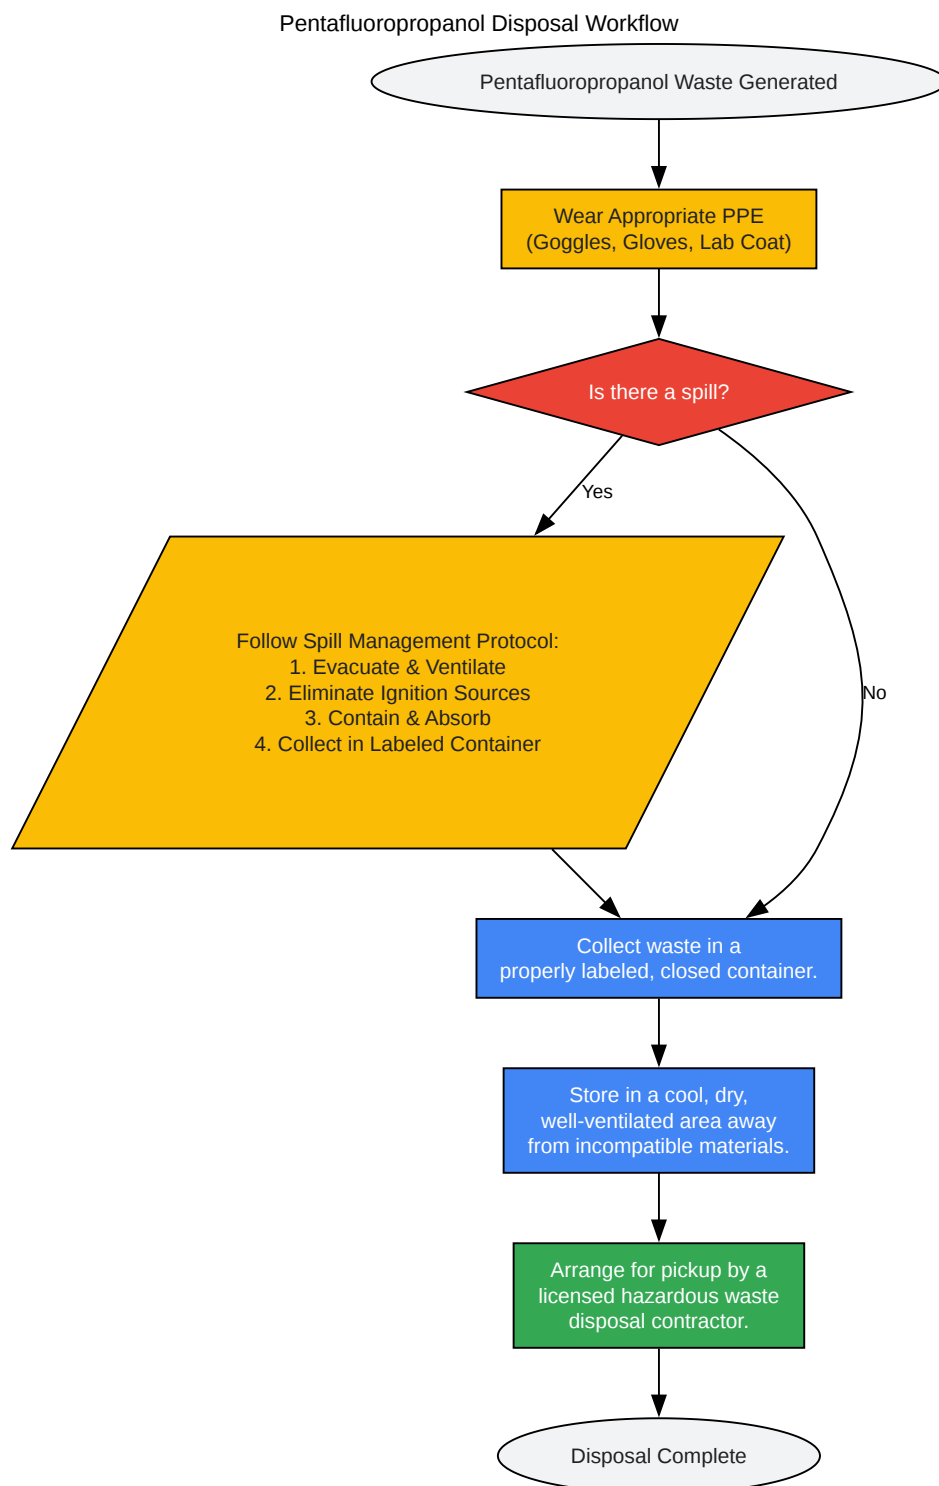 Pentafluoropropanol Disposal Workflow
Pentafluoropropanol Waste Generated
Wear Appropriate PPE
(Goggles, Gloves, Lab Coat)
Is there a spill?
Yes
Follow Spill Management Protocol:
1. Evacuate & Ventilate
2. Eliminate Ignition Sources
3. Contain & Absorb
4. Collect in Labeled Container
No
Collect waste in a
properly labeled, closed container.
Store in a cool, dry,
well-ventilated area away
from incompatible materials.
Arrange for pickup by a
licensed hazardous waste
disposal contractor.
Disposal Complete